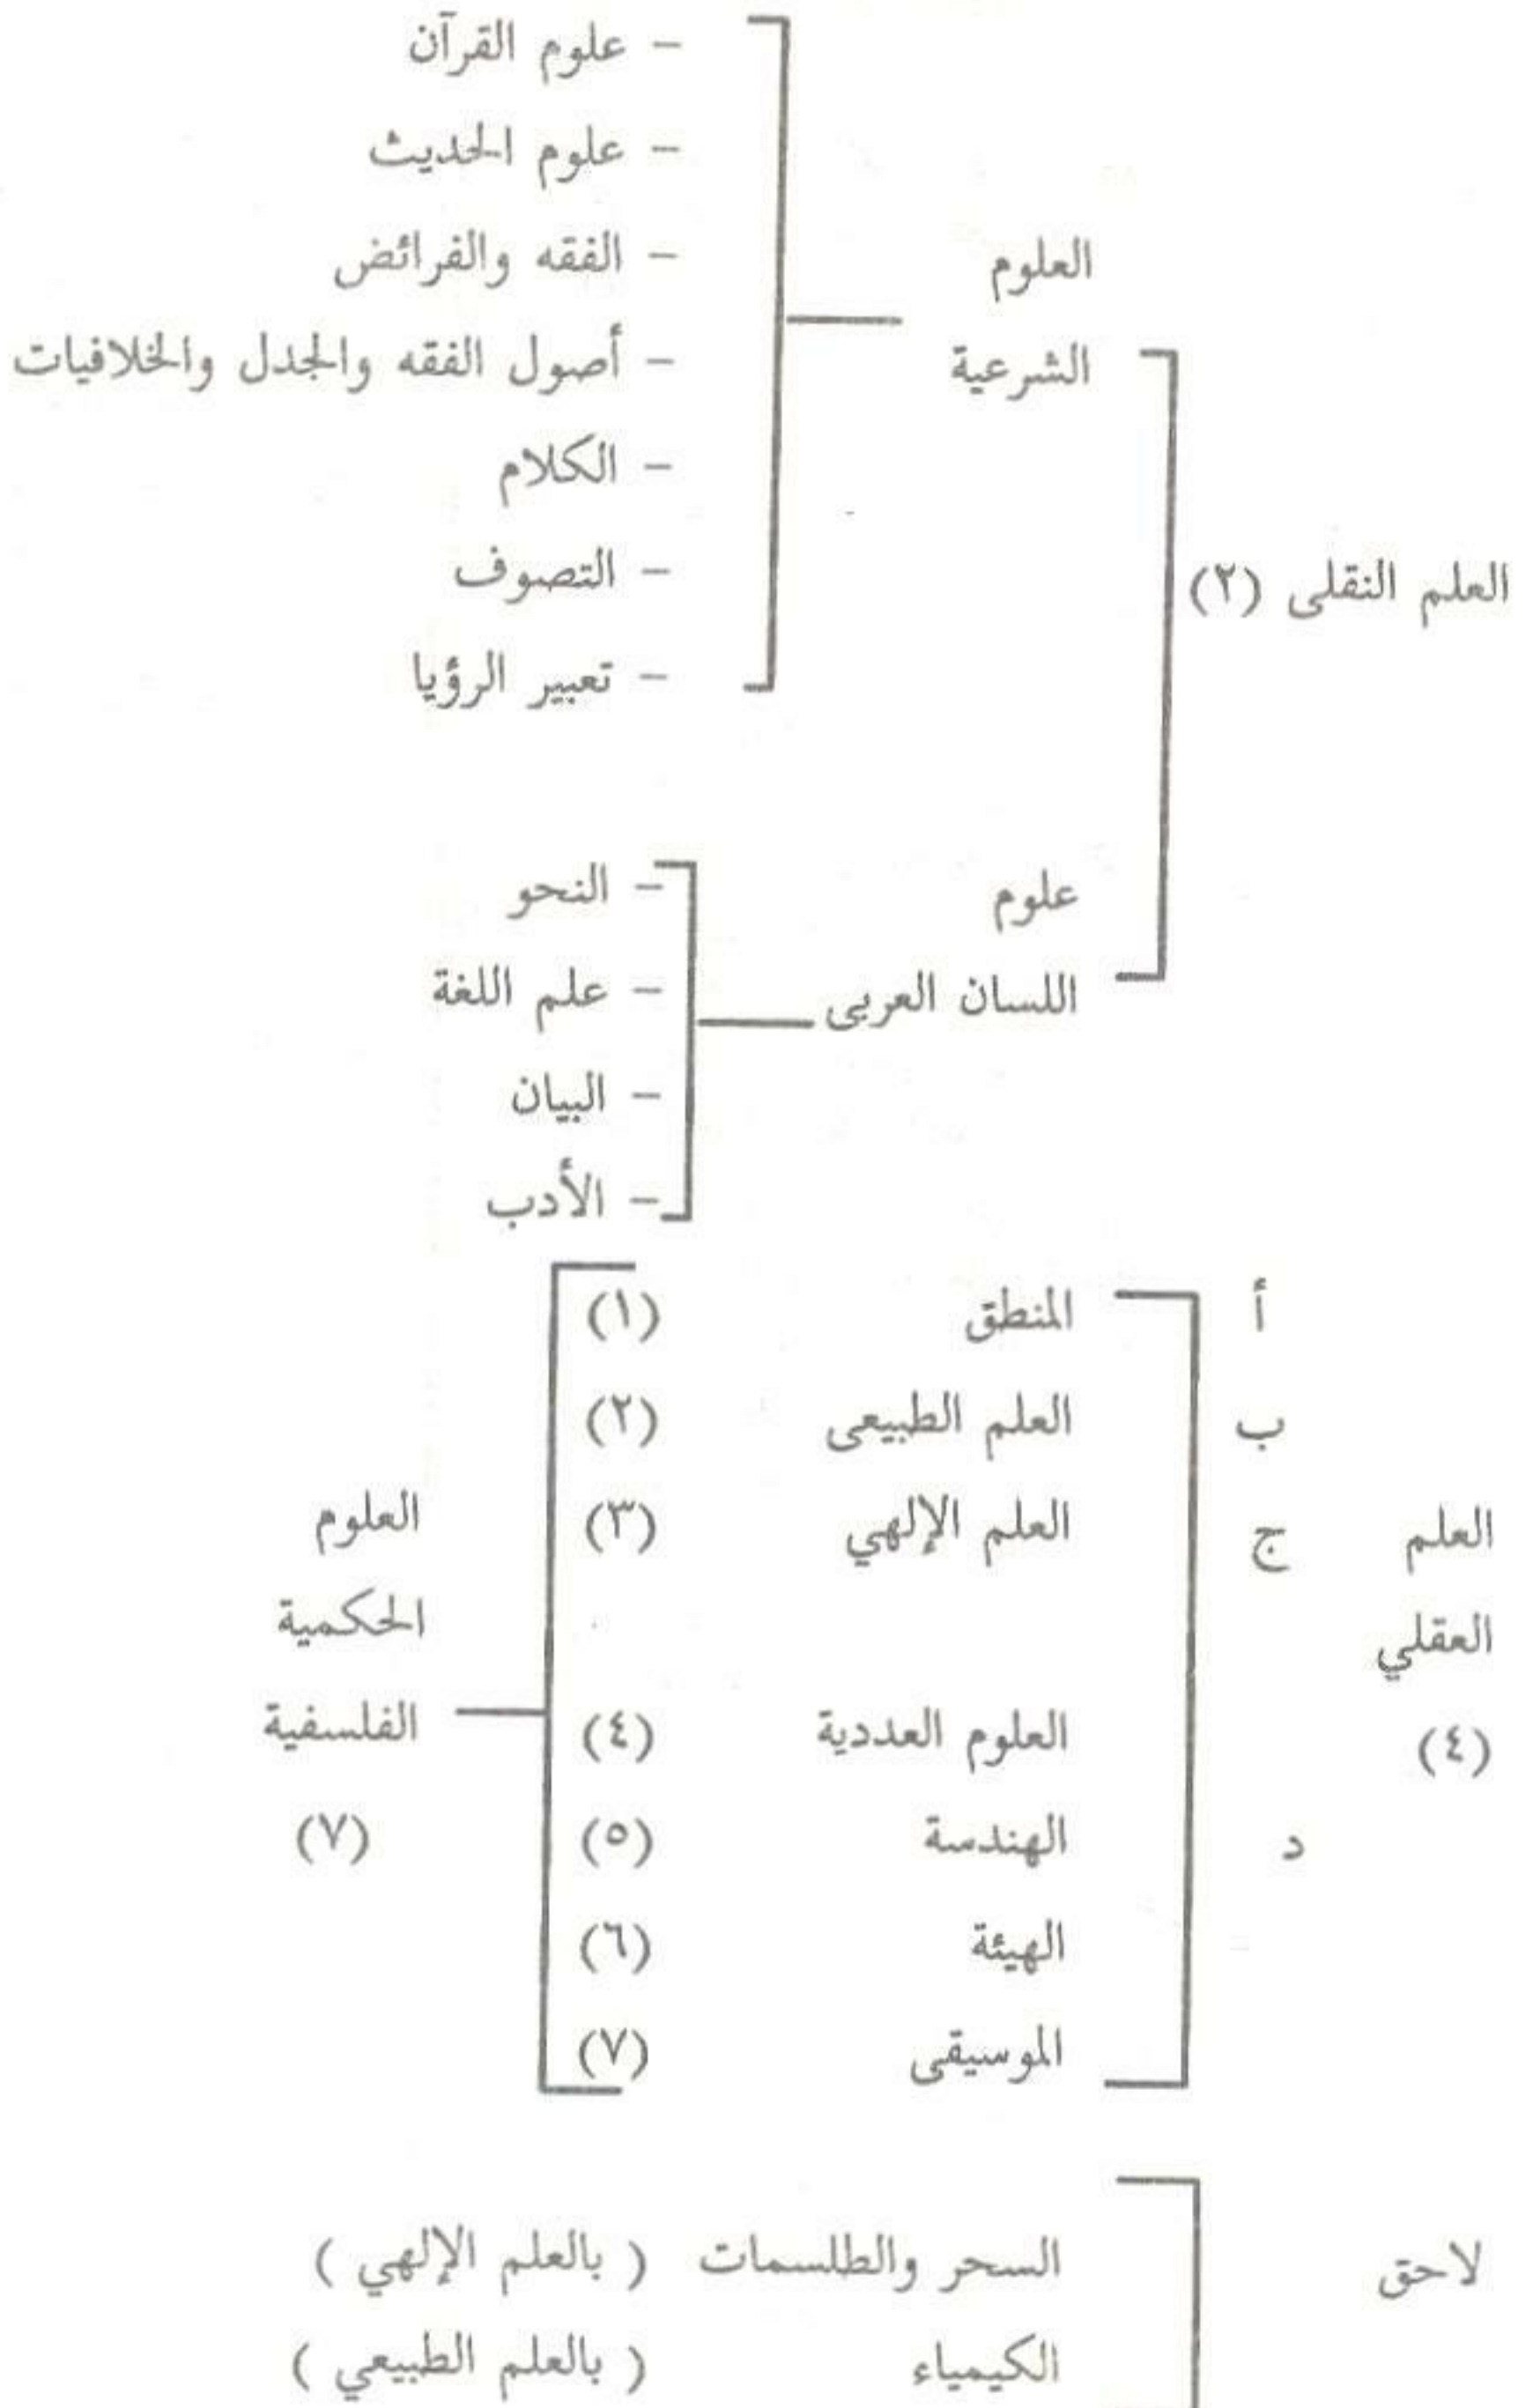 العلم النقلى (٢)
العلوم
الشرعية
– علوم القرآن
– علوم الحديث
– الفقه والفرائض
– أصول الفقه والجدل والخلافيات
– الكلام
– التصوف
– تعبير الرؤيا
علوم
اللسان العربى
– النحو
– علم اللغة
– البيان
– الأدب
العلم
العقلي
(٤)
أ المنطق (١)
ب العلم الطبيعى (٢)
ج العلم الإلهي (٣)
العلوم العددية (٤)
د الهندسة (٥)
الهيئة (٦)
الموسيقى (٧)
العلوم
الحكمية
الفلسفية
(٧)
لاحق
السحر والطلسمات ( بالعلم الإلهي )
الكيمياء ( بالعلم الطبيعي )